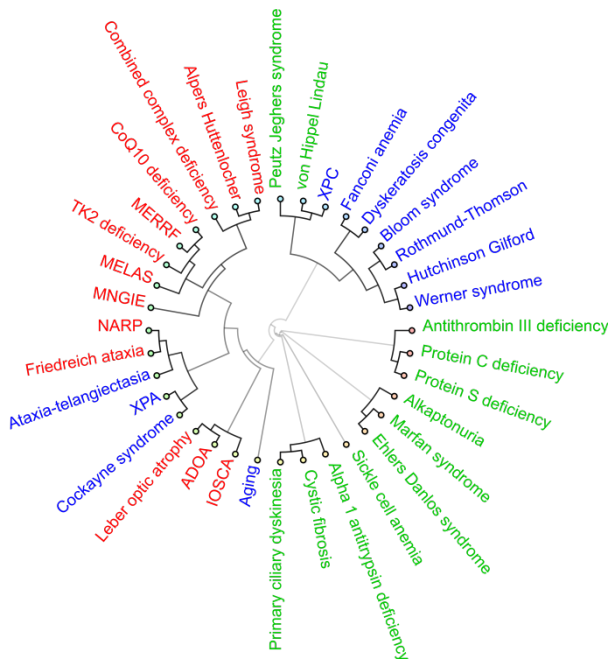 Peutz Jeghers syndrome
von Hippel Lindau
XPC
Fanconi anemia
Dyskeratosis congenita
Bloom syndrome
Rothmund-Thomson
Hutchinson Gilford
Werner syndrome
Antithrombin III deficiency
Protein C deficiency
Protein S deficiency
Alkaptonuria
Marfan syndrome
Ehlers Danlos syndrome
Sickle cell anemia
Alpha 1 antitrypsin deficiency
Cystic fibrosis
Primary ciliary dyskinesia
Aging
IOSCA
ADOA
Leber optic atrophy
Cockayne syndrome
XPA
Ataxia-telangiectasia
Friedreich ataxia
NARP
MNGIE
MELAS
TK2 deficiency
MERRF
CoQ10 deficiency
Combined complex deficiency
Alpers Huttenlocher
Leigh syndrome